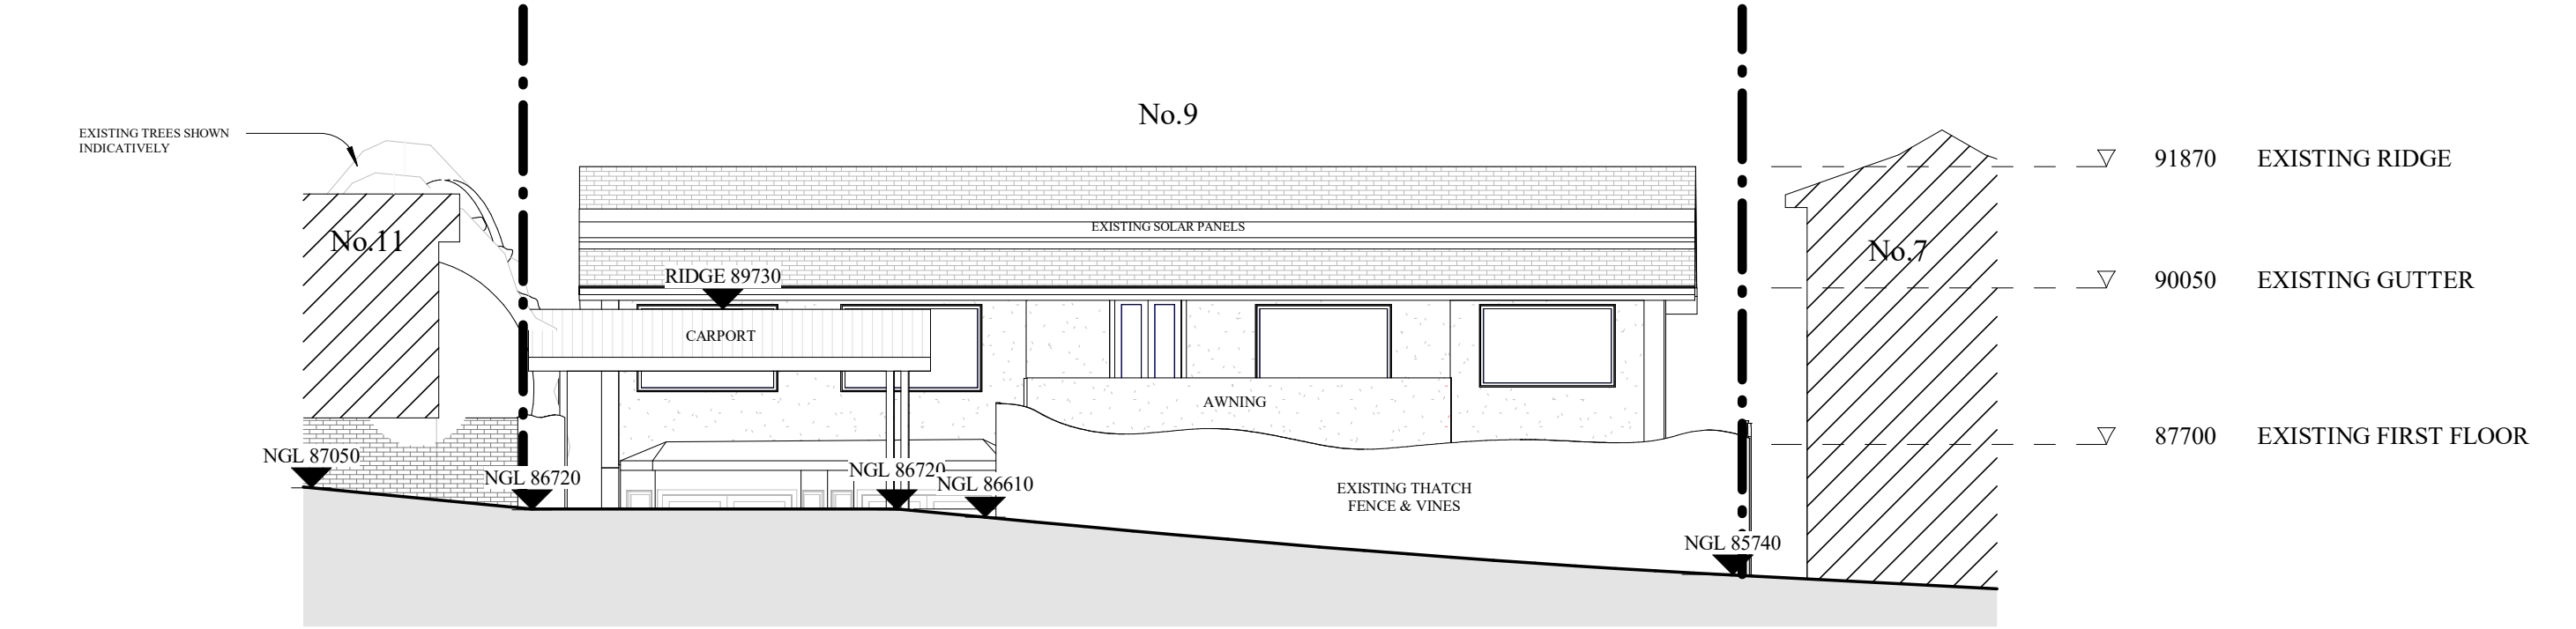 No.9
EXISTING TREES SHOWN
INDICATIVELY
91870 EXISTING RIDGE
EXISTING SOLAR PANELS
No.11
No.7
RIDGE 89730
90050 EXISTING GUTTER
CARPORT
AWNING
87700 EXISTING FIRST FLOOR
NGL 87050
NGL 86720
NGL 86720
NGL 86610
EXISTING THATCH
FENCE & VINES
NGL 85740